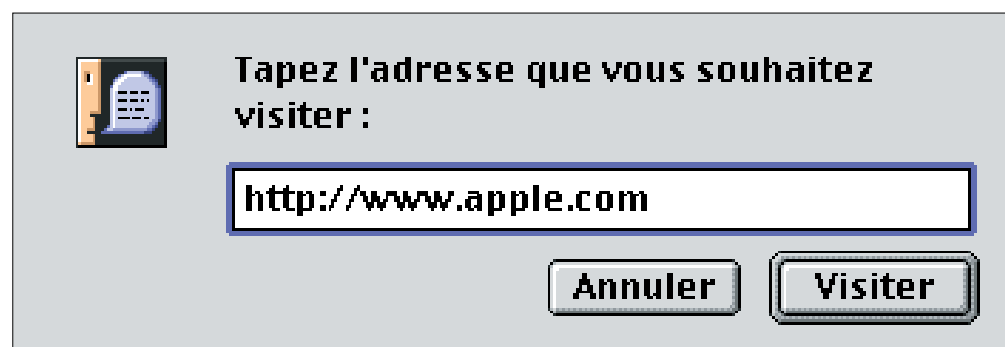 Tapez l'adresse que vous souhaitez
visiter :
http://www.apple.com
Annuler Visiter